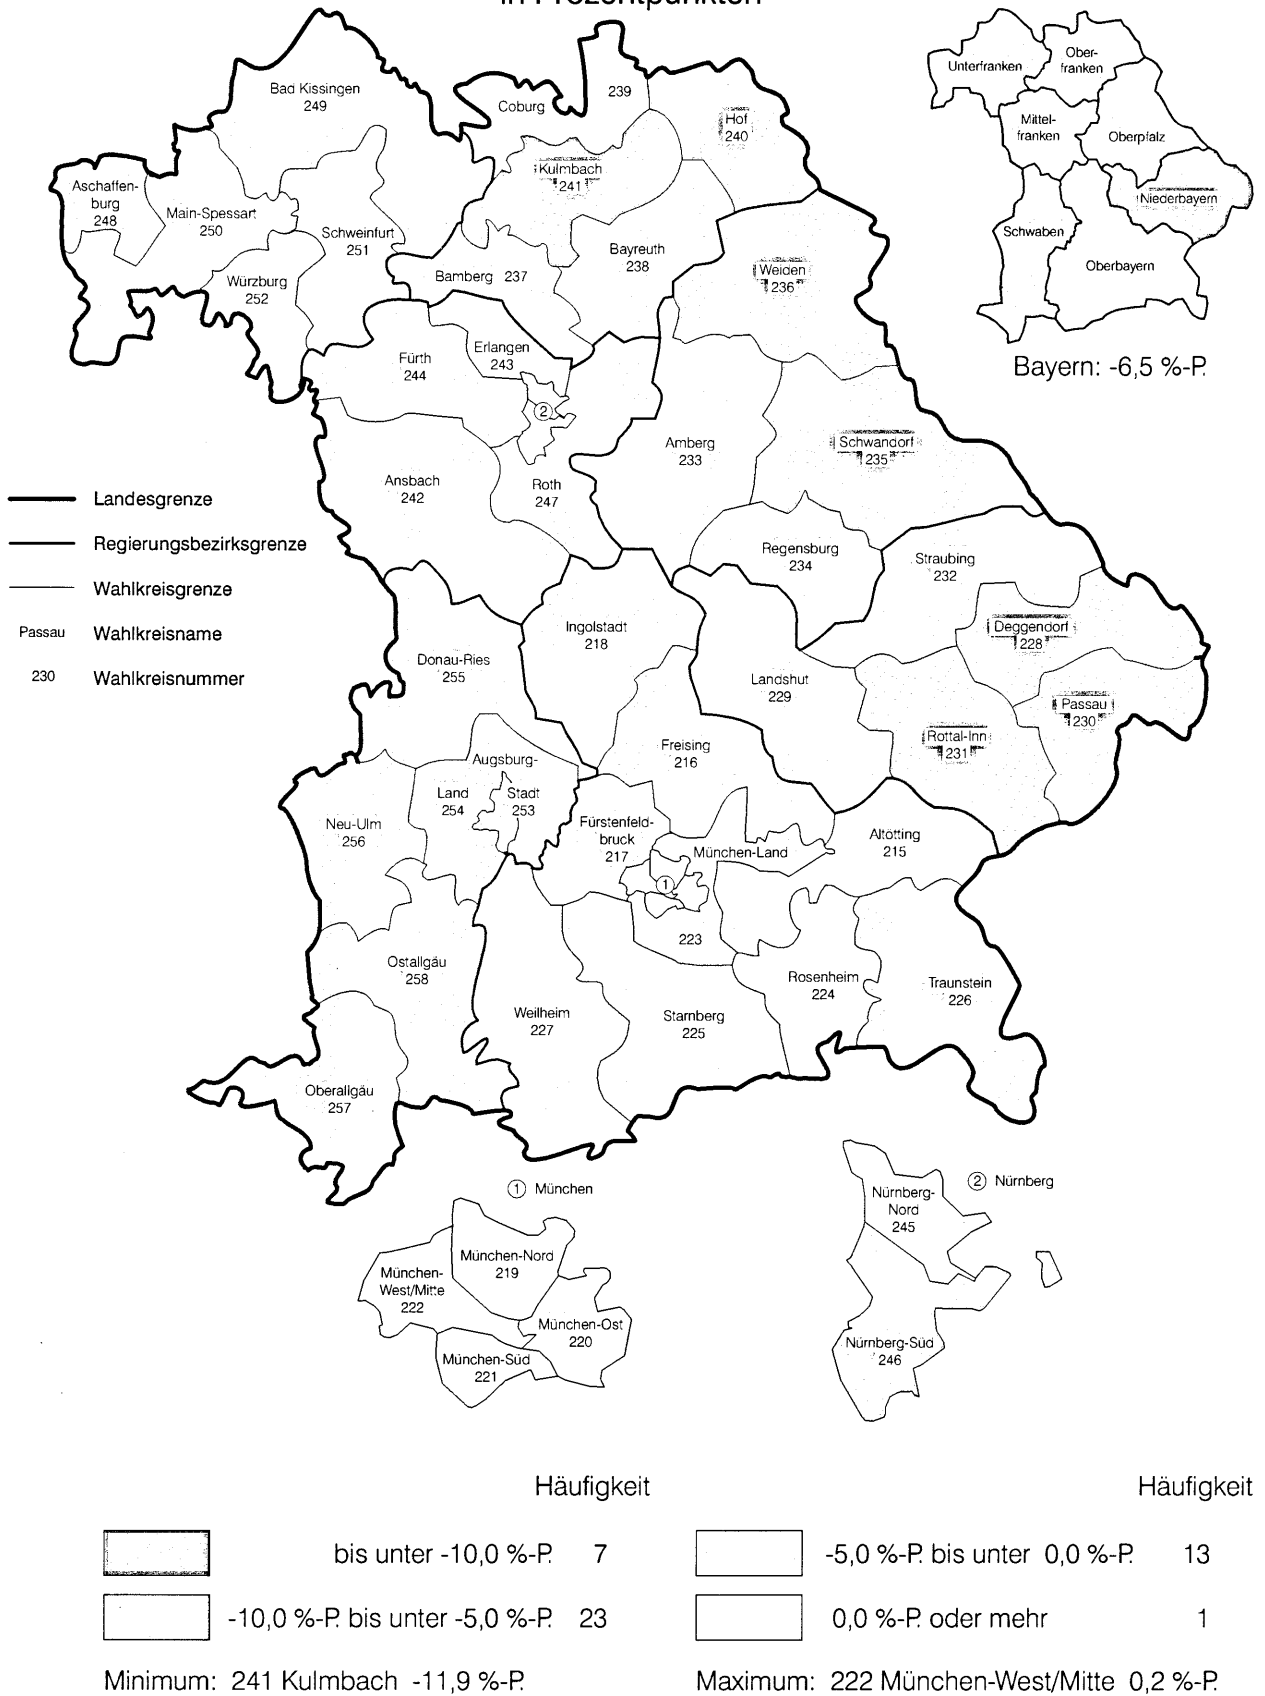 in Prozentpunkten
Bad Kissingen
249
Coburg
239
Hof
240
Kulmbach
241
Aschaffen-
burg
248
Main-Spessart
250
Schweinfurt
251
Würzburg
252
Bamberg 237
Bayreuth
238
Weiden
236
Erlangen
243
Fürth
244
2
Amberg
233
Schwandorf
235
Ansbach
242
Roth
247
Regensburg
234
Straubing
232
Deggendorf
228
Ingolstadt
218
Donau-Ries
255
Landshut
229
Passau
230
Rottal-Inn
231
Freising
216
Augsburg-
Land
254
Stadt
253
Neu-Ulm
256
Fürstenfeld-
bruck
217
München-Land
1
223
Altötting
215
Ostallgäu
258
Weilheim
227
Starnberg
225
Rosenheim
224
Traunstein
226
Oberallgäu
257
Unterfranken
Ober-
franken
Mittel-
franken
Oberpfalz
Niederbayern
Schwaben
Oberbayern
Bayern: -6,5 %-P.
Landesgrenze
Regierungsbezirksgrenze
Wahlkreisgrenze
Passau Wahlkreisname
230 Wahlkreisnummer
1 München
München-Nord
219
München-
West/Mitte
222
München-Ost
220
München-Süd
221
2 Nürnberg
Nürnberg-
Nord
245
Nürnberg-Süd
246
Häufigkeit Häufigkeit
bis unter -10,0 %-P. 7 -5,0 %-P. bis unter 0,0 %-P. 13
-10,0 %-P. bis unter -5,0 %-P. 23 0,0 %-P. oder mehr 1
Minimum: 241 Kulmbach -11,9 %-P. Maximum: 222 München-West/Mitte 0,2 %-P.